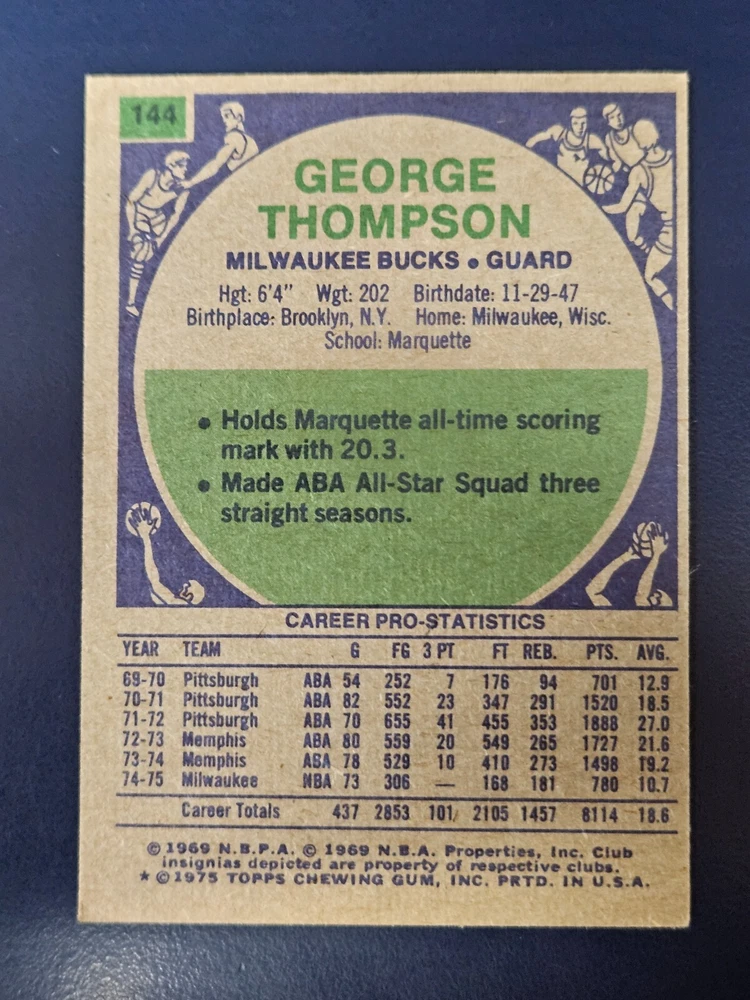 144
GEORGE
THOMPSON
MILWAUKEE BUCKS • GUARD
Hgt: 6'4" Wgt: 202 Birthdate: 11-29-47
Birthplace: Brooklyn, N.Y. Home: Milwaukee, Wisc.
School: Marquette
• Holds Marquette all-time scoring
mark with 20.3.
• Made ABA All-Star Squad three
straight seasons.
CAREER PRO-STATISTICS
YEAR TEAM G FG 3 PT FT REB. PTS. AVG.
69-70 Pittsburgh ABA 54 252 7 176 94 701 12.9
70-71 Pittsburgh ABA 82 552 23 347 291 1520 18.5
71-72 Pittsburgh ABA 70 655 41 455 353 1888 27.0
72-73 Memphis ABA 80 559 20 549 265 1727 21.6
73-74 Memphis ABA 78 529 10 410 273 1498 19.2
74-75 Milwaukee NBA 73 306 — 168 181 780 10.7
Career Totals 437 2853 101 2105 1457 8114 18.6
© 1969 N.B.P.A. © 1969 N.B.A. Properties, Inc. Club
insignias depicted are property of respective clubs.
★ © 1975 TOPPS CHEWING GUM, INC. PRTD. IN U.S.A.